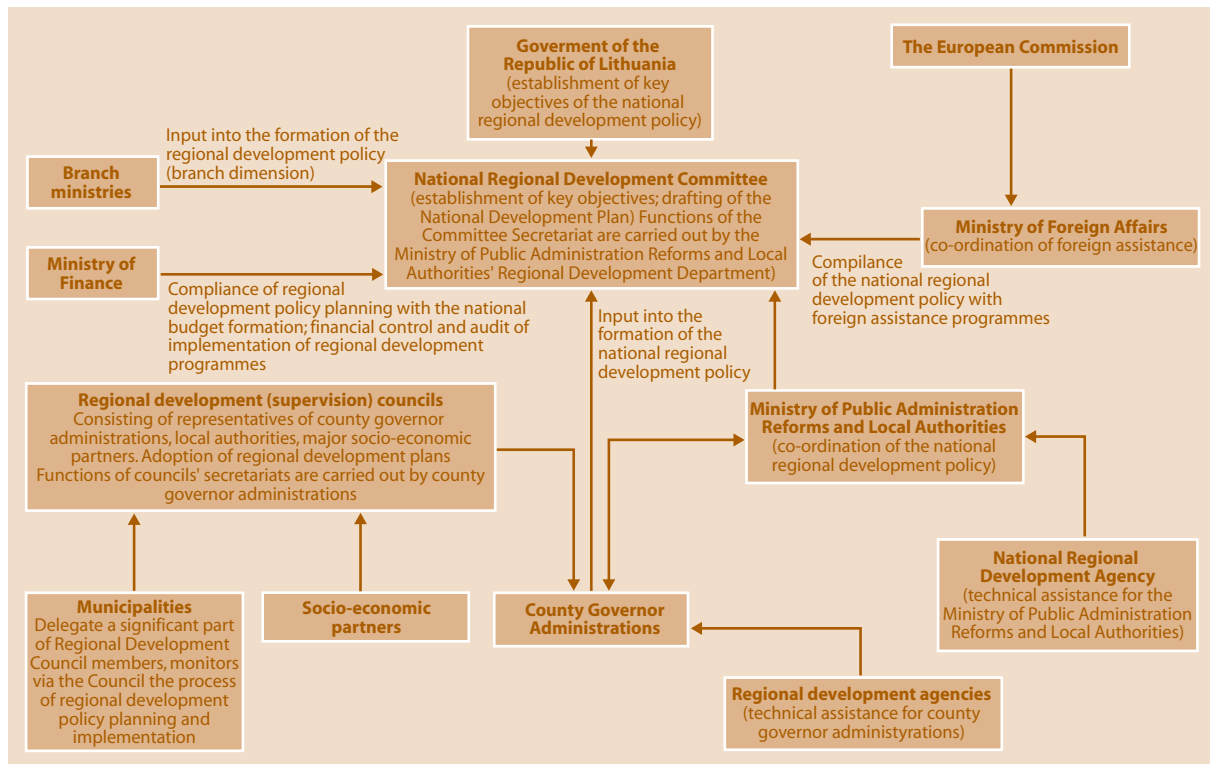 Goverment of the
Republic of Lithuania
(establishment of key
objectives of the national
regional development policy)
The European Commission
Input into the formation of the
regional development policy
(branch dimension)
Branch
ministries
National Regional Development Committee
(establishment of key objectives; drafting of the
National Development Plan) Functions of the
Committee Secretariat are carried out by the
Ministry of Public Administration Reforms and Local
Authorities' Regional Development Department)
Ministry of Foreign Affairs
(co-ordination of foreign assistance)
Ministry of
Finance
Compliance of regional
development policy planning with the national
budget formation; financial control and audit of
implementation of regional development
programmes
Input into the
formation of the
national regional
development policy
Compilance
of the national regional
development policy with
foreign assistance programmes
Regional development (supervision) councils
Consisting of representatives of county governor
administrations, local authorities, major socio-economic
partners. Adoption of regional development plans
Functions of councils' secretariats are carried out by county
governor administrations
Ministry of Public Administration
Reforms and Local Authorities
(co-ordination of the national
regional development policy)
National Regional
Development Agency
(technical assistance for the
Ministry of Public Administration
Reforms and Local Authorities)
Municipalities
Delegate a significant part
of Regional Development
Council members, monitors
via the Council the process
of regional development
policy planning and
implementation
Socio-economic
partners
County Governor
Administrations
Regional development agencies
(technical assistance for county
governor administyrations)